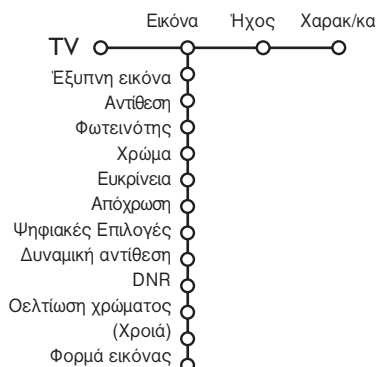 Εικόνα Ήχος Χαρακ/κα
TV
Έξυπνη εικόνα
Αντίθεση
Φωτεινότης
Χρώμα
Ευκρίνεια
Απόχρωση
Ψηφιακές Επιλογές
Δυναμική αντίθεση
DNR
Οελτίωση χρώματος
(Χροιά)
Φορμά εικόνας